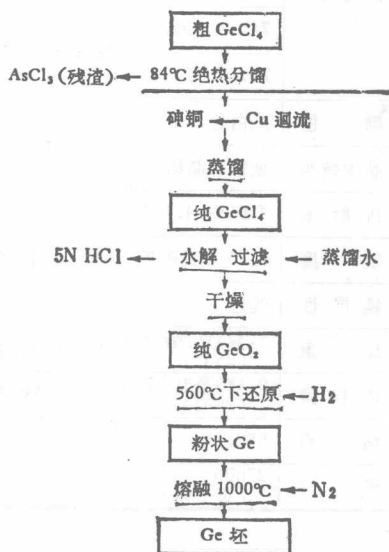 粗 GeCl₄
AsCl₃(残渣) 84℃ 绝热分馏
砷铜 Cu 迴流
蒸馏
纯 GeCl₄
5N HCl 水解 过滤 蒸馏水
干燥
纯 GeO₂
560℃下还原 H₂
粉状 Ge
熔融 1000℃ N₂
Ge 坯